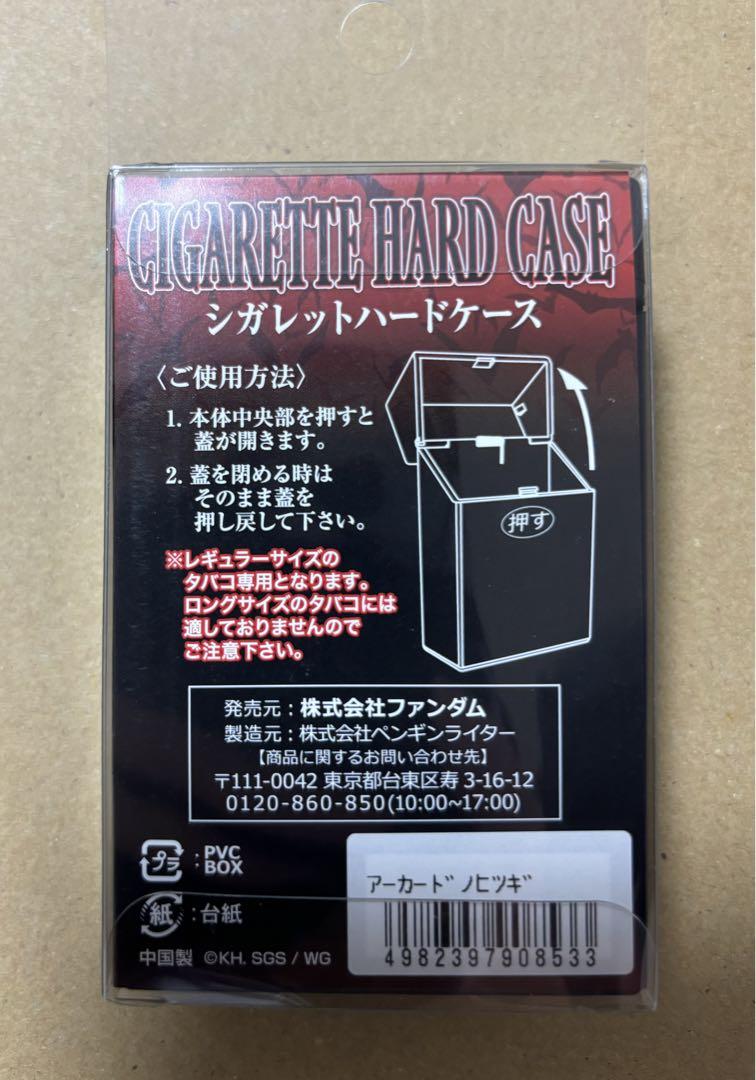 CIGARETTE HARD CASE
シガレットハードケース
〈ご使用方法〉
1. 本体中央部を押すと
蓋が開きます。
2. 蓋を閉める時は
そのまま蓋を
押し戻して下さい。
※レギュラーサイズの
タバコ専用となります。
ロングサイズのタバコには
適しておりませんので
ご注意下さい。
押す
発売元：株式会社ファンダム
製造元：株式会社ペンギンライター
【商品に関するお問い合わせ先】
〒111-0042 東京都台東区寿 3-16-12
0120-860-850(10:00~17:00)
プラ：PVC
BOX
紙：台紙
中国製 ©KH. SGS / WG
アーカードﾞノヒツギ
4982397908533